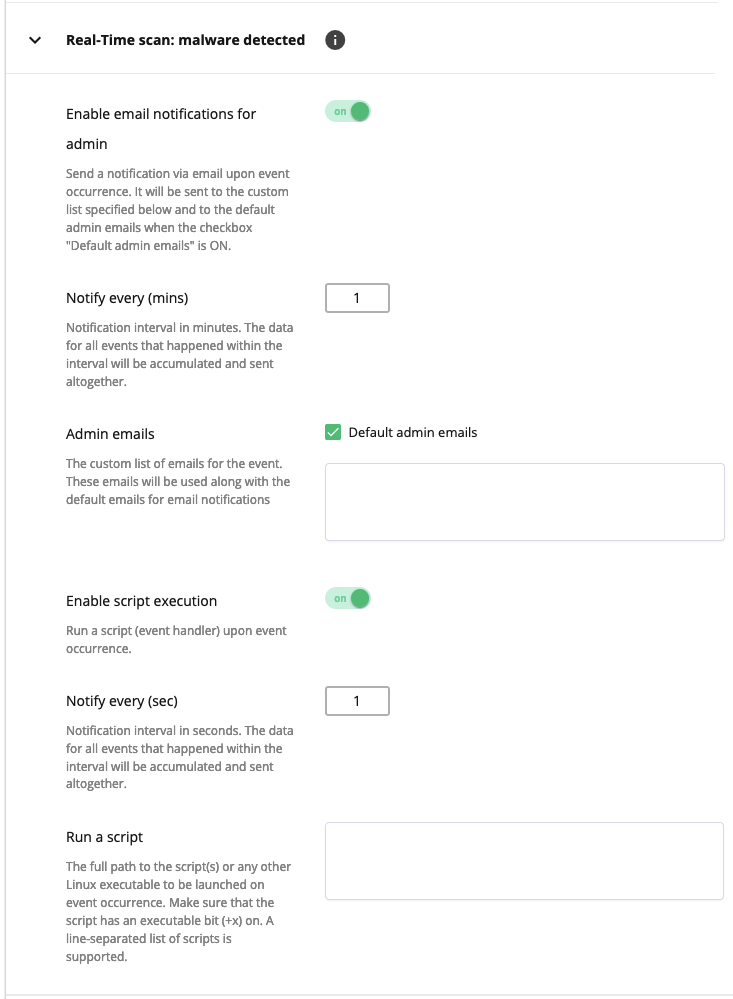 Real-Time scan: malware detected i
Enable email notifications for
admin
on
Send a notification via email upon event
occurrence. It will be sent to the custom
list specified below and to the default
admin emails when the checkbox
"Default admin emails" is ON.
Notify every (mins)
1
Notification interval in minutes. The data
for all events that happened within the
interval will be accumulated and sent
altogether.
Admin emails
Default admin emails
The custom list of emails for the event.
These emails will be used along with the
default emails for email notifications
Enable script execution
on
Run a script (event handler) upon event
occurrence.
Notify every (sec)
1
Notification interval in seconds. The data
for all events that happened within the
interval will be accumulated and sent
altogether.
Run a script
The full path to the script(s) or any other
Linux executable to be launched on
event occurrence. Make sure that the
script has an executable bit (+x) on. A
line-separated list of scripts is
supported.